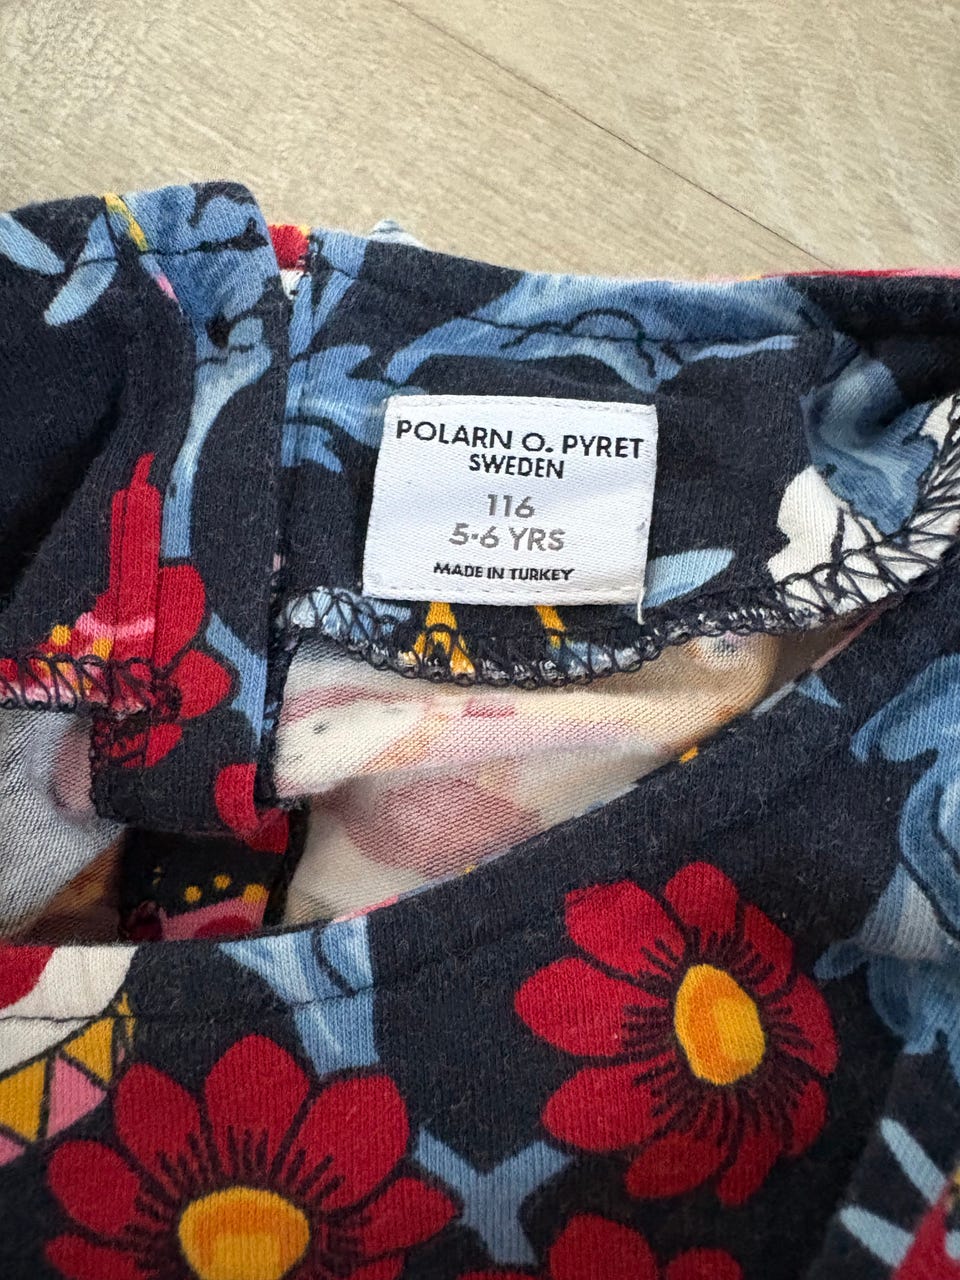 POLARN O. PYRET
SWEDEN
116
5-6 YRS
MADE IN TURKEY